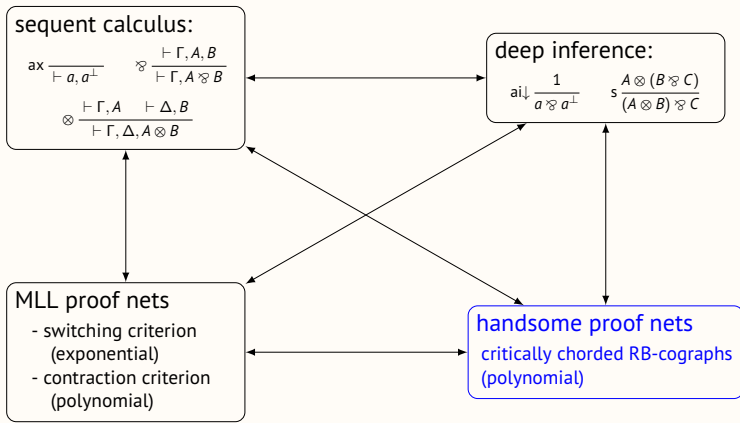 sequent calculus:
ax ⊢ a, a⊥
⅋ ⊢ Γ, A, B
⊢ Γ, A ⅋ B
⊗ ⊢ Γ, A ⊢ Δ, B
⊢ Γ, Δ, A ⊗ B
deep inference:
ai↓ 1
a ⅋ a⊥
s A ⊗ (B ⅋ C)
(A ⊗ B) ⅋ C
MLL proof nets
- switching criterion
(exponential)
- contraction criterion
(polynomial)
handsome proof nets
critically chorded RB-cographs
(polynomial)